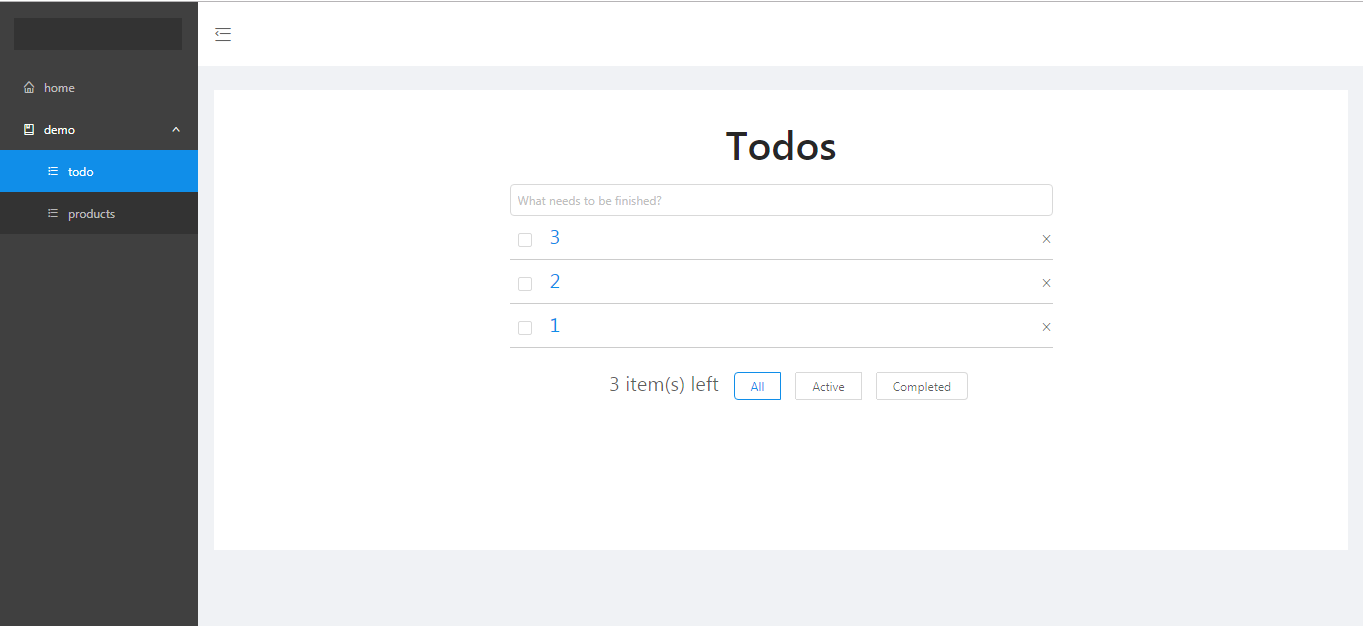 home
demo
todo
products
Todos
What needs to be finished?
3
2
1
3 item(s) left All Active Completed